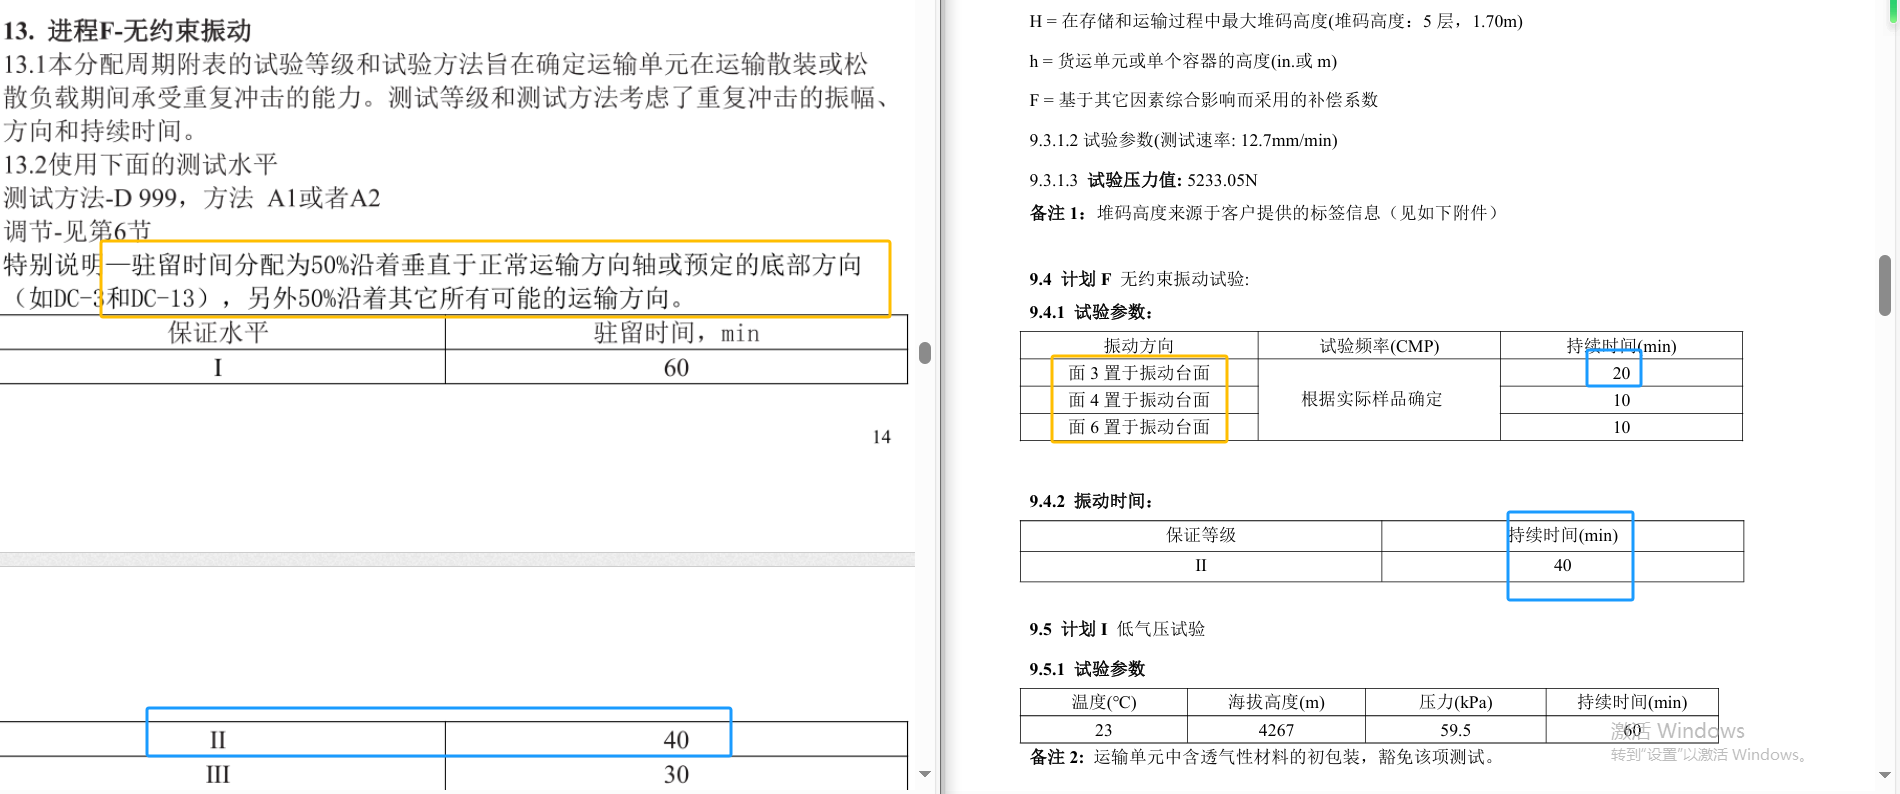 13. 进程F-无约束振动
13.1本分配周期附表的试验等级和试验方法旨在确定运输单元在运输散装或松
散负载期间承受重复冲击的能力。测试等级和测试方法考虑了重复冲击的振幅、
方向和持续时间。
13.2使用下面的测试水平
测试方法-D 999，方法 A1或者A2
调节-见第6节
特别说明—驻留时间分配为50%沿着垂直于正常运输方向轴或预定的底部方向
（如DC-3和DC-13），另外50%沿着其它所有可能的运输方向。
保证水平 驻留时间，min
I 60
14
II 40
III 30
H = 在存储和运输过程中最大堆码高度(堆码高度：5 层，1.70m)
h = 货运单元或单个容器的高度(in.或 m)
F = 基于其它因素综合影响而采用的补偿系数
9.3.1.2 试验参数(测试速率: 12.7mm/min)
9.3.1.3 试验压力值: 5233.05N
备注 1：堆码高度来源于客户提供的标签信息（见如下附件）
9.4 计划 F 无约束振动试验:
9.4.1 试验参数：
振动方向 试验频率(CMP) 持续时间(min)
面 3 置于振动台面 根据实际样品确定 20
面 4 置于振动台面 10
面 6 置于振动台面 10
9.4.2 振动时间：
保证等级 持续时间(min)
II 40
9.5 计划 I 低气压试验
9.5.1 试验参数
温度(℃) 海拔高度(m) 压力(kPa) 持续时间(min)
23 4267 59.5 60
备注 2: 运输单元中含透气性材料的初包装，豁免该项测试。
激活 Windows
转到"设置"以激活 Windows。